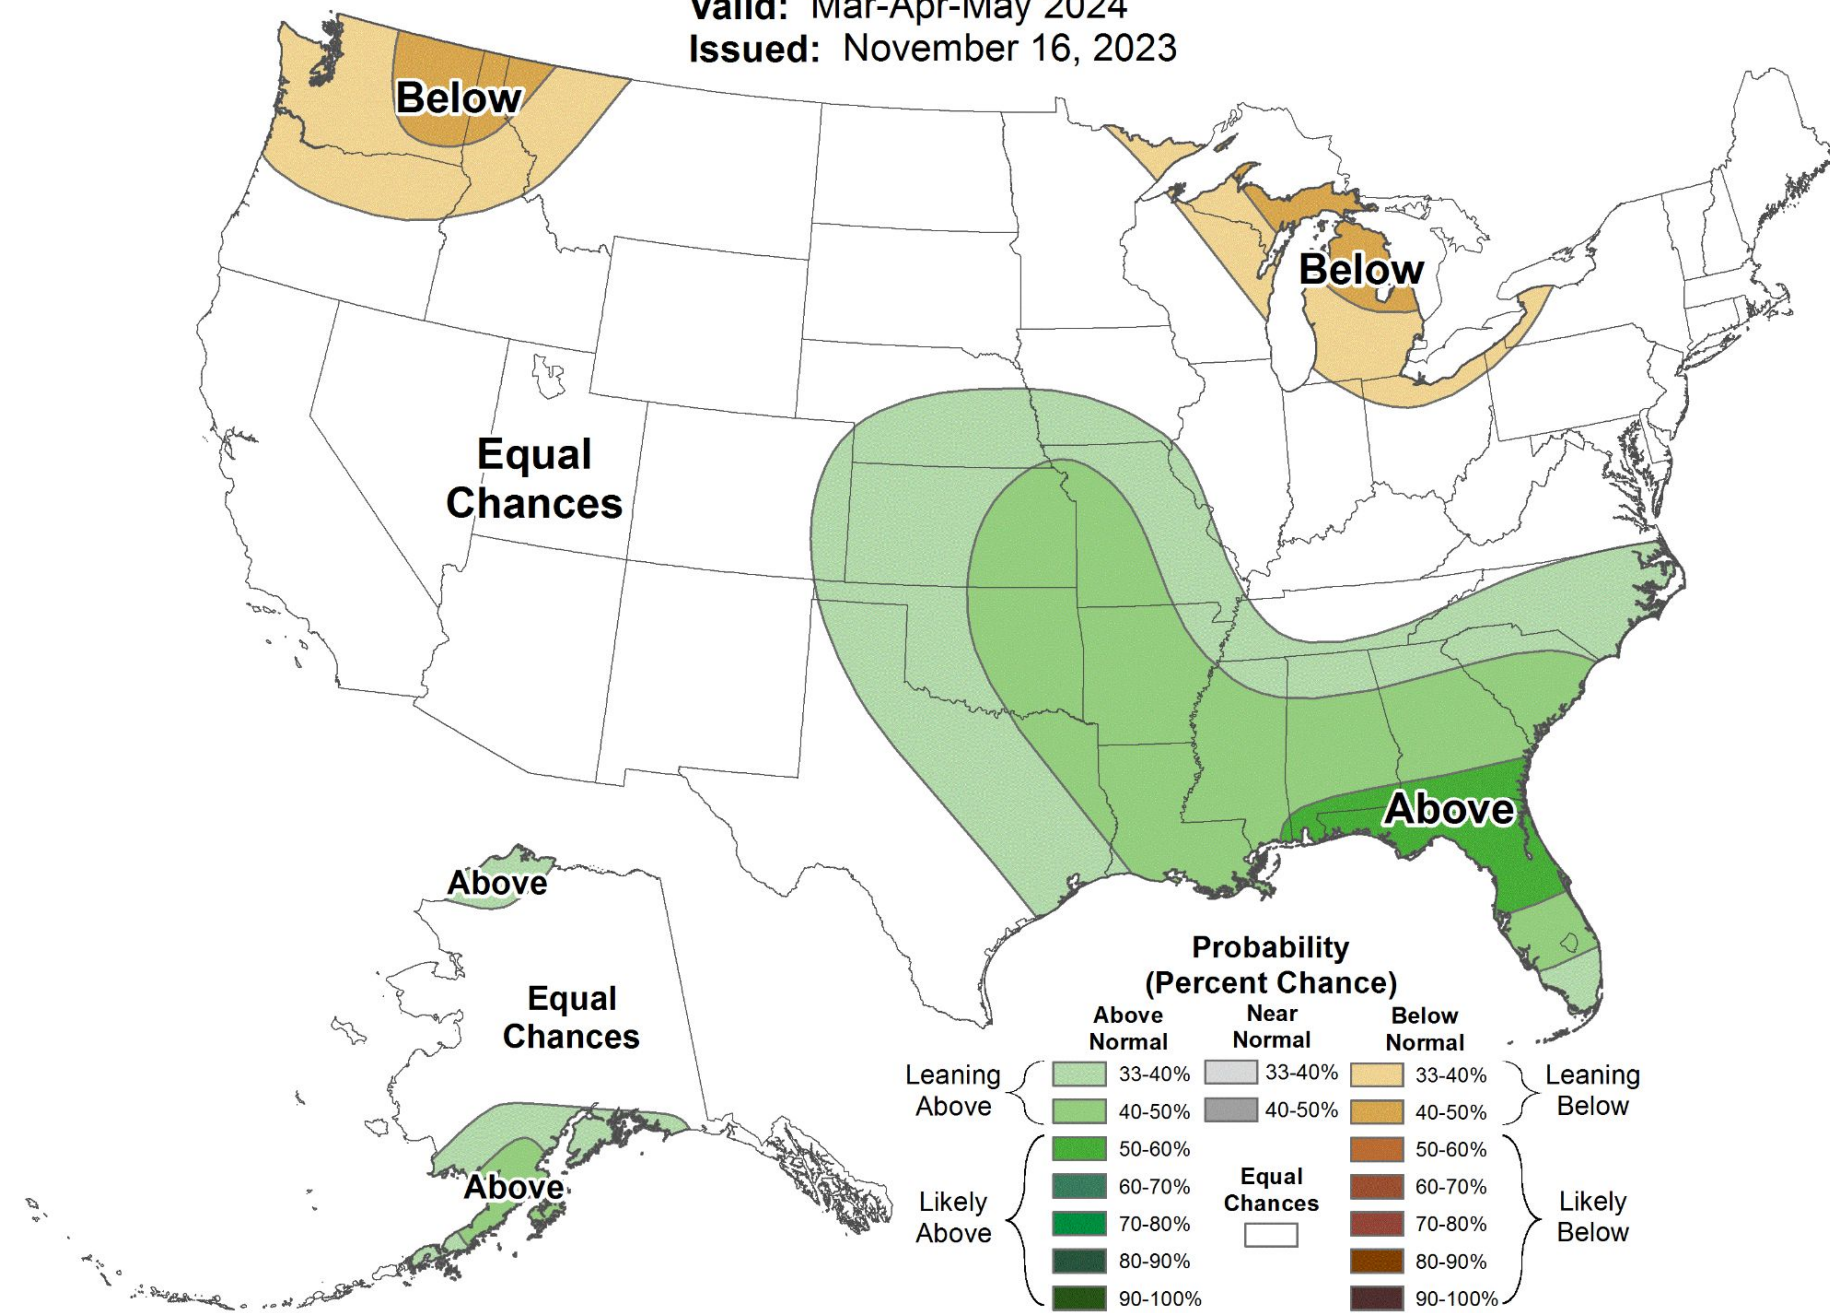 Valid: Mar-Apr-May 2024
Issued: November 16, 2023
Below
Below
Equal
Chances
Above
Above
Equal
Chances
Above
Probability
(Percent Chance)
Above
Normal
Near
Normal
Below
Normal
Leaning
Above
33-40%
33-40%
33-40%
Leaning
Below
40-50%
40-50%
40-50%
Likely
Above
50-60%
50-60%
Likely
Below
60-70%
Equal
Chances
60-70%
70-80%
70-80%
80-90%
80-90%
90-100%
90-100%